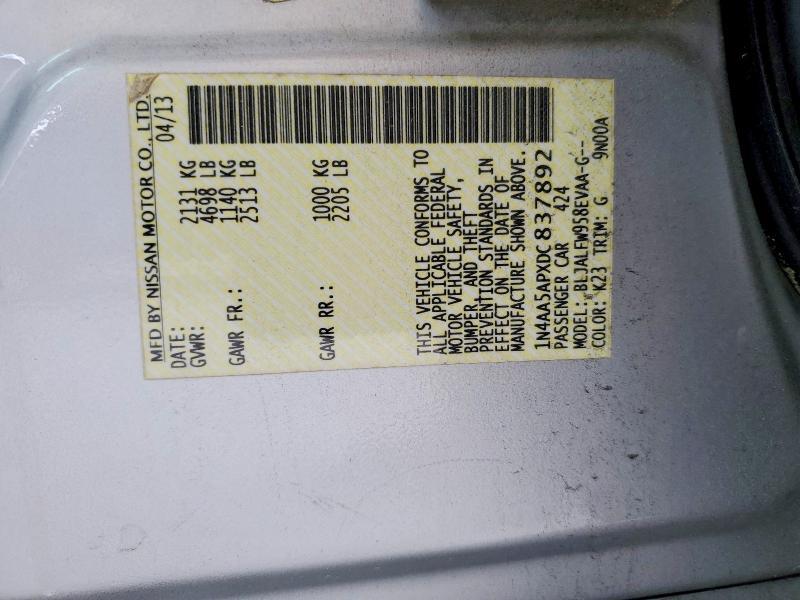 MFD BY NISSAN MOTOR CO., LTD.
DATE: 04/13
GVWR: 2131 KG
4698 LB
GAWR FR.: 1140 KG
2513 LB
GAWR RR.: 1000 KG
2205 LB
THIS VEHICLE CONFORMS TO
ALL APPLICABLE FEDERAL
MOTOR VEHICLE SAFETY,
BUMPER, AND THEFT
PREVENTION STANDARDS IN
EFFECT ON THE DATE OF
MANUFACTURE SHOWN ABOVE.
1N4AA5APXDC837892
PASSENGER CAR 424
MODEL: BLJALFW958EVAA-G--
COLOR: K23 TRIM: G 9N00A